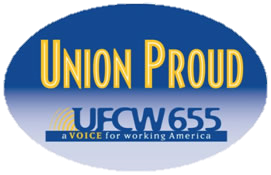 UNION PROUD
UFCW 655
a VOICE for working America